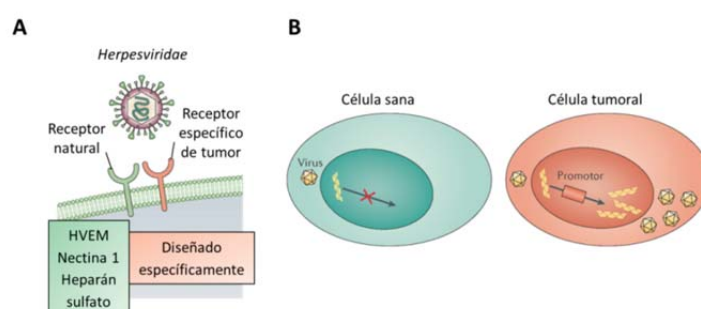 A
Herpesviridae
Receptor
natural
Receptor
específico
de tumor
HVEM
Nectina 1
Heparán
sulfato
Diseñado
específicamente
B
Célula sana
Virus
Célula tumoral
Promotor